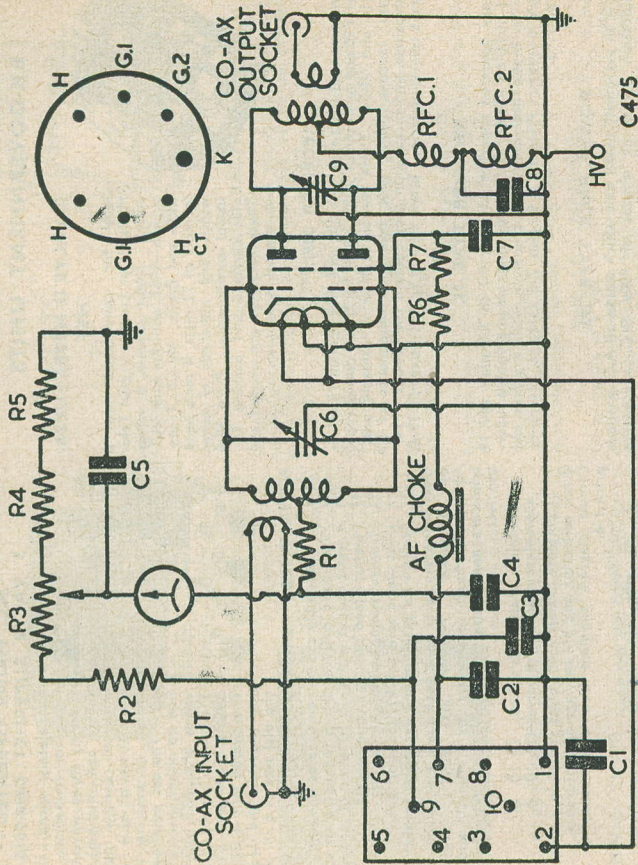 H
G.1
H
CT
K
G.2
G.1
H
R3
R4
R5
C5
R2
CO-AX INPUT
SOCKET
R1
C6
C9
CO-AX
OUTPUT
SOCKET
RFC.1
RFC.2
C8
HV
AF CHOKE
R6
R7
C7
C4
C3
C2
C1
5
6
4
9
7
3
10
8
2
1
C475